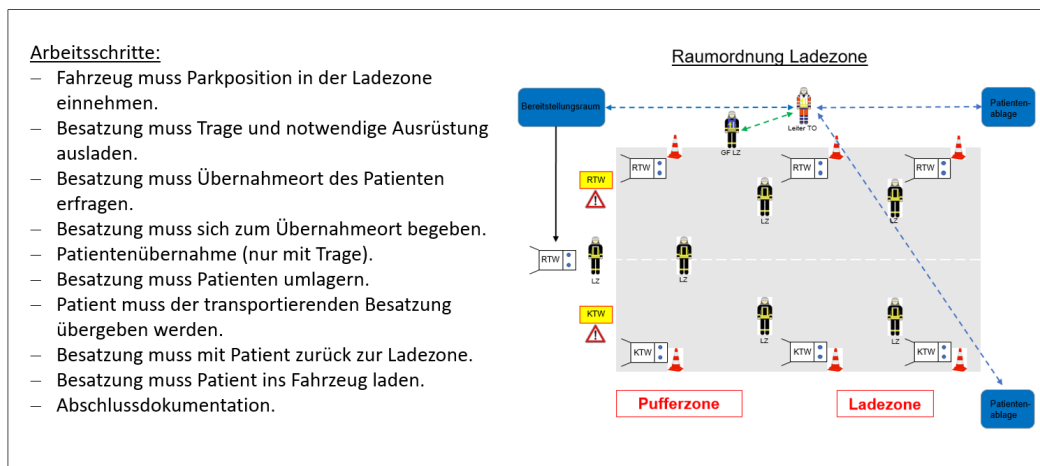 Arbeitsschritte:
– Fahrzeug muss Parkposition in der Ladezone
einnehmen.
– Besatzung muss Trage und notwendige Ausrüstung
ausladen.
– Besatzung muss Übernahmeort des Patienten
erfragen.
– Besatzung muss sich zum Übernahmeort begeben.
– Patientenübernahme (nur mit Trage).
– Besatzung muss Patienten umlagern.
– Patient muss der transportierenden Besatzung
übergeben werden.
– Besatzung muss mit Patient zurück zur Ladezone.
– Besatzung muss Patient ins Fahrzeug laden.
– Abschlussdokumentation.
Raumordnung Ladezone
Bereitstellungsraum
Leiter TO
Patienten-
ablage
GF LZ
RTW
RTW
RTW
RTW
LZ
LZ
RTW
LZ
LZ
KTW
LZ
LZ
KTW
KTW
KTW
Pufferzone
Ladezone
Patienten-
ablage